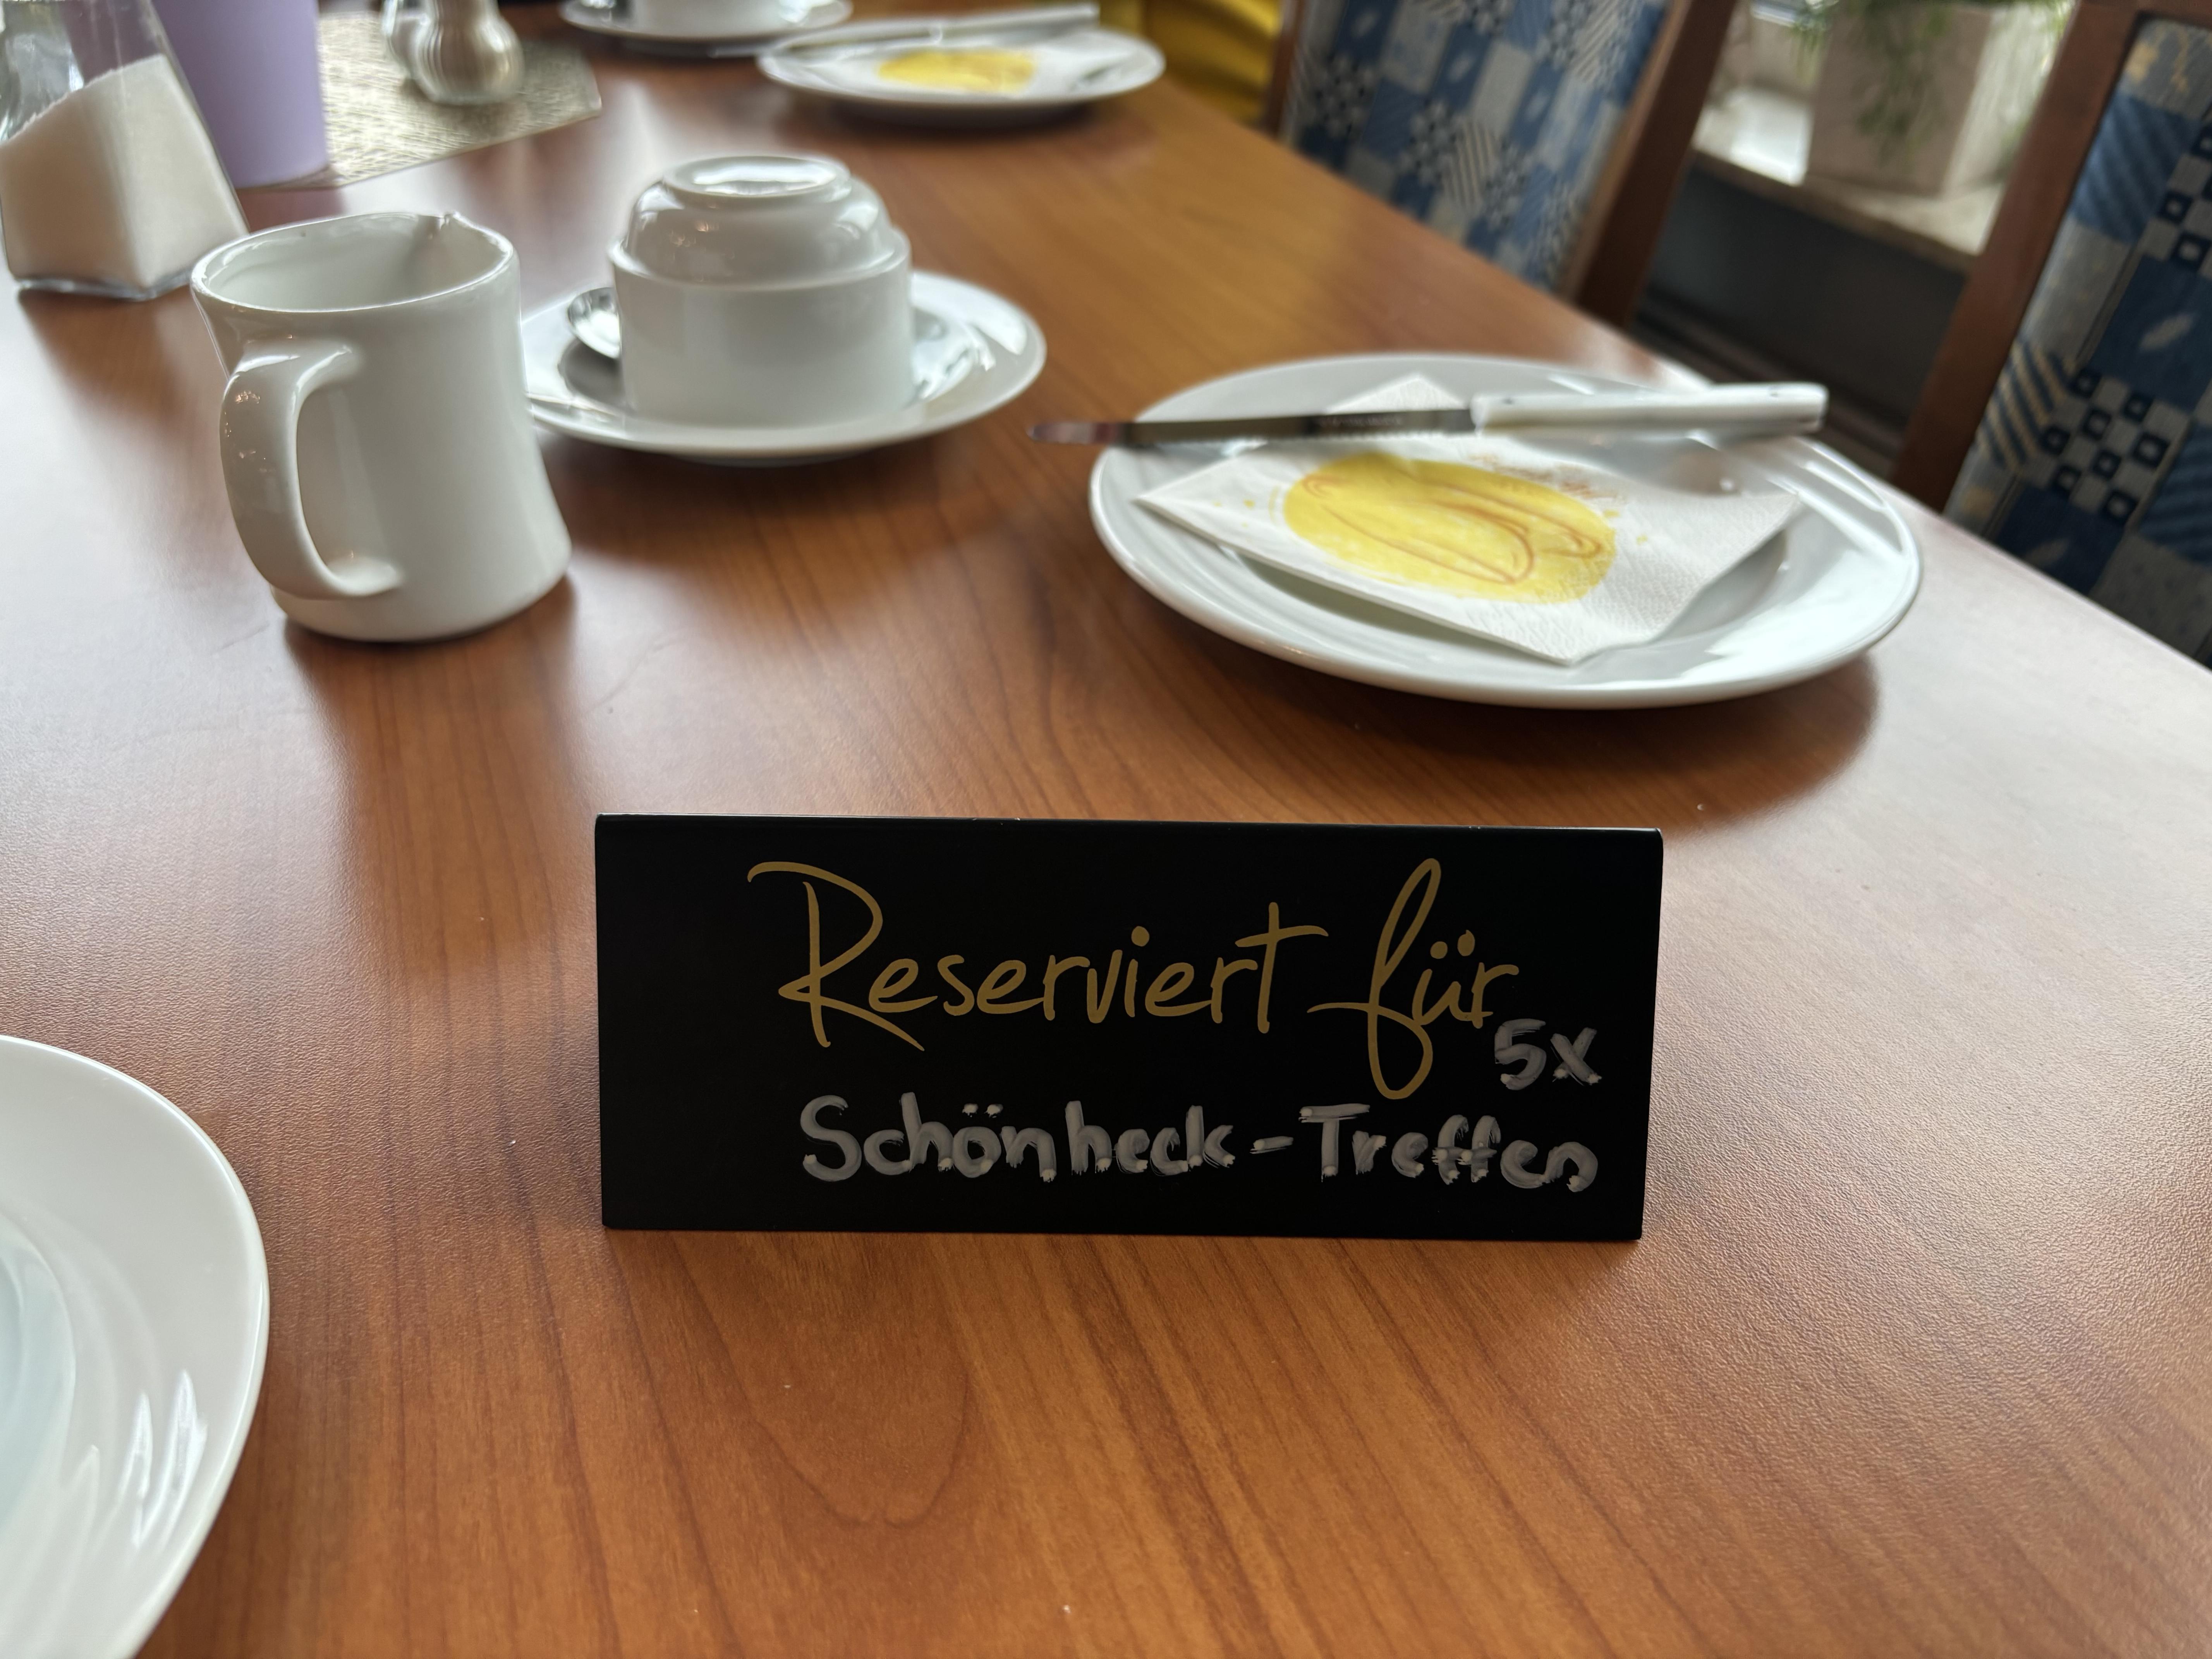 Reserviert für
5x
Schönheck-Treffen